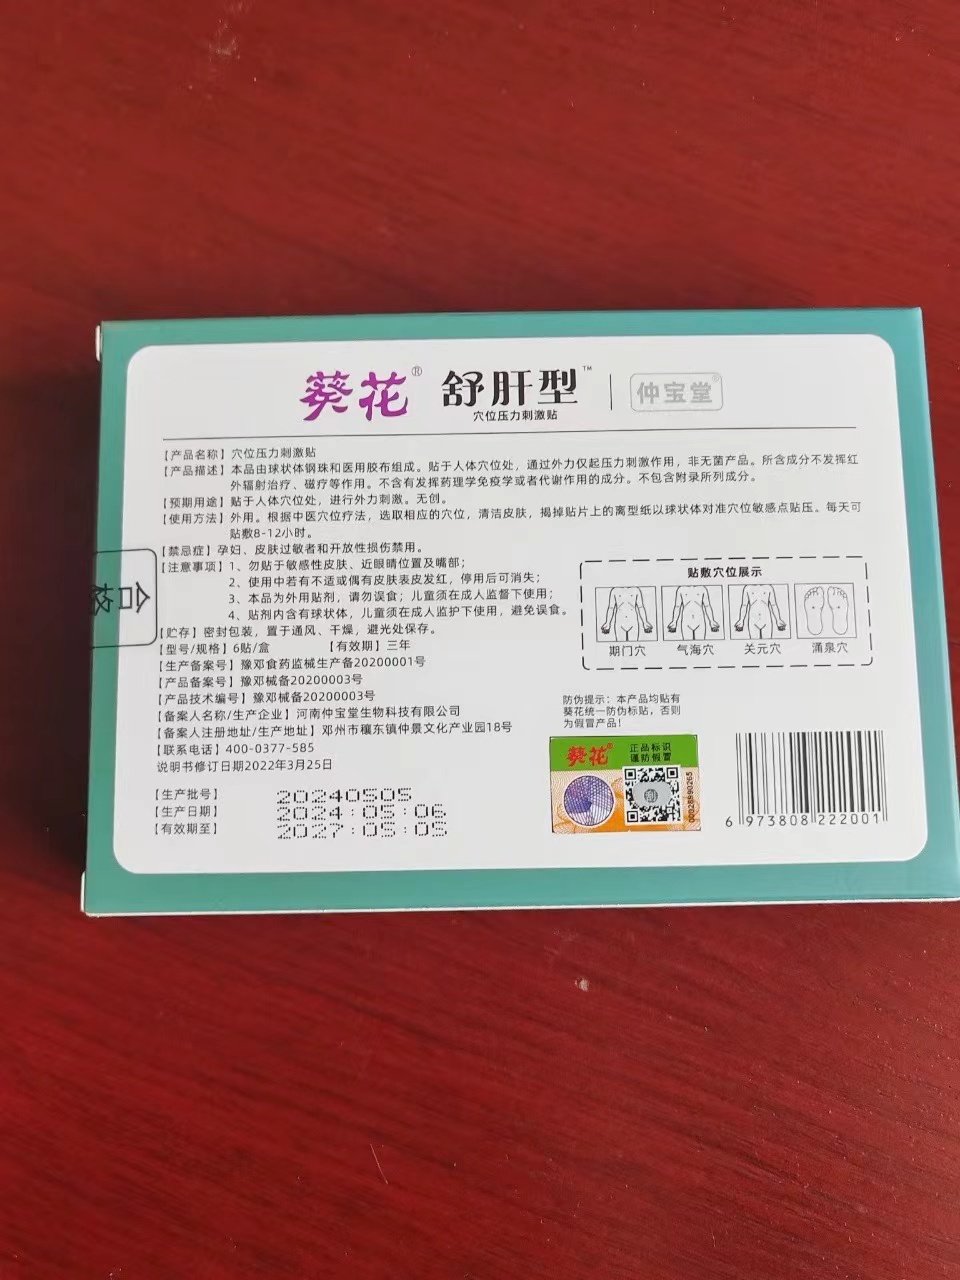 葵花® 舒肝型™ 仲宝堂®
穴位压力刺激贴
【产品名称】穴位压力刺激贴
【产品描述】本品由球状体钢珠和医用胶布组成。贴于人体穴位处，通过外力仅起压力刺激作用，非无菌产品。所含成分不发挥红
外辐射治疗、磁疗等作用。不含有发挥药理学免疫学或者代谢作用的成分。不包含附录所列成分。
【预期用途】贴于人体穴位处，进行外力刺激。无创。
【使用方法】外用。根据中医穴位疗法，选取相应的穴位，清洁皮肤，揭掉贴片上的离型纸以球状体对准穴位敏感点贴压。每天可
贴敷8-12小时。
【禁忌症】孕妇、皮肤过敏者和开放性损伤禁用。
【注意事项】1、勿贴于敏感性皮肤、近眼睛位置及嘴部；
2、使用中若有不适或偶有皮肤表皮发红，停用后可消失；
3、本品为外用贴剂，请勿误食；儿童须在成人监督下使用；
4、贴剂内含有球状体，儿童须在成人监护下使用，避免误食。
【贮存】密封包装，置于通风、干燥，避光处保存。
【型号/规格】6贴/盒 【有效期】三年
【生产备案号】豫邓食药监械生产备20200001号
【产品备案号】豫邓械备20200003号
【产品技术编号】豫邓械备20200003号
【备案人名称/生产企业】河南仲宝堂生物科技有限公司
【备案人注册地址/生产地址】邓州市穰东镇仲景文化产业园18号
【联系电话】400-0377-585
说明书修订日期2022年3月25日
【生产批号】20240505
【生产日期】2024:05:06
【有效期至】2027:05:05
合格
贴敷穴位展示
期门穴 气海穴 关元穴 涌泉穴
防伪提示：本产品均贴有
葵花统一防伪标贴，否则
为假冒产品！
葵花® 正品标识
谨防假冒
00028590265
6 973808 222001